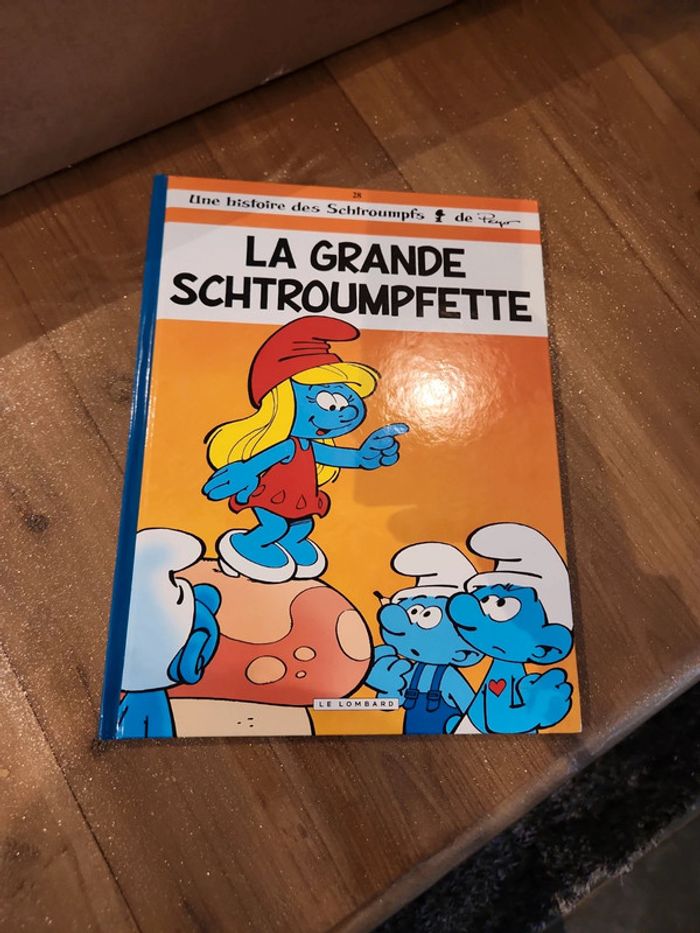 28
Une histoire des Schtroumpfs de Peyo
LA GRANDE
SCHTROUMPFETTE
LE LOMBARD